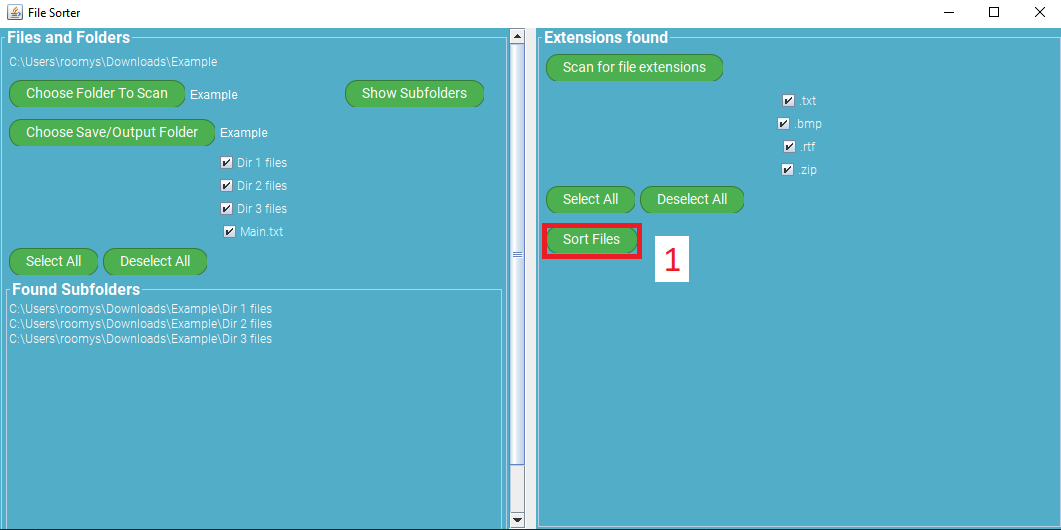 File Sorter
Files and Folders
C:\Users\roomys\Downloads\Example
Choose Folder To Scan Example Show Subfolders
Choose Save/Output Folder Example
Dir 1 files
Dir 2 files
Dir 3 files
Main.txt
Select All Deselect All
Found Subfolders
C:\Users\roomys\Downloads\Example\Dir 1 files
C:\Users\roomys\Downloads\Example\Dir 2 files
C:\Users\roomys\Downloads\Example\Dir 3 files
Extensions found
Scan for file extensions
.txt
.bmp
.rtf
.zip
Select All Deselect All
Sort Files
1